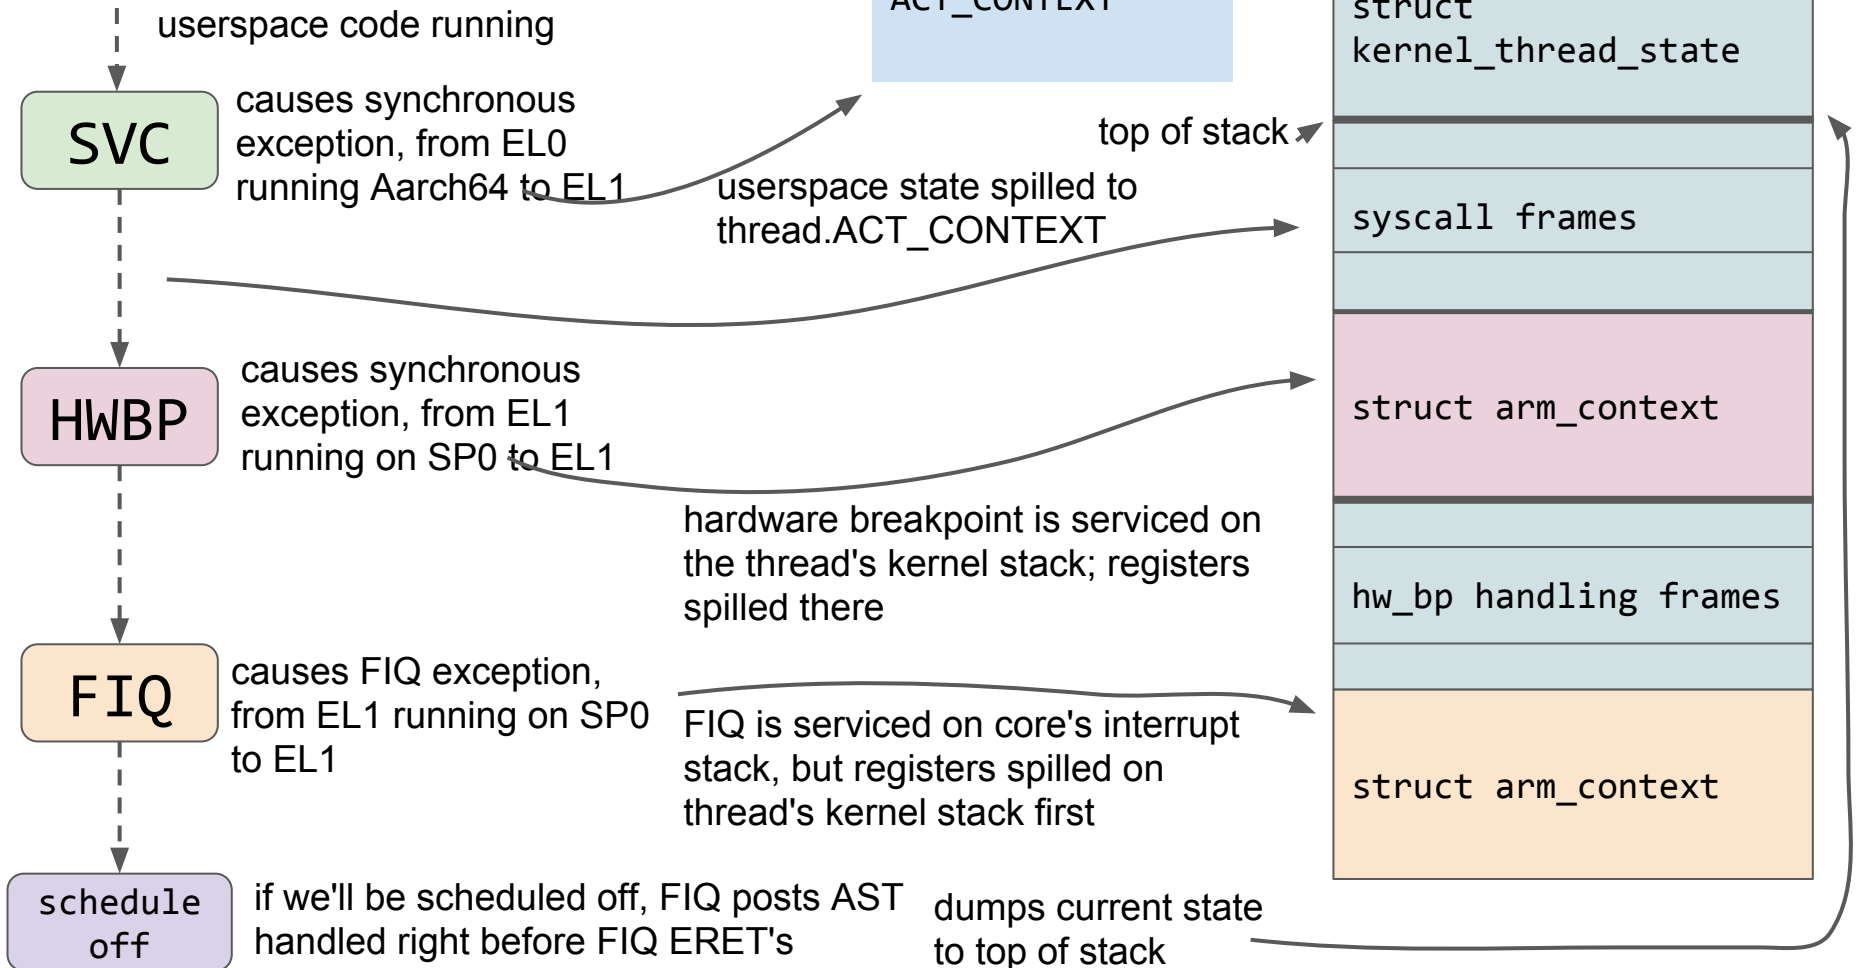 userspace code running
ACT_CONTEXT
struct
kernel_thread_state
SVC
causes synchronous
exception, from EL0
running Aarch64 to EL1
top of stack
userspace state spilled to
thread.ACT_CONTEXT
syscall frames
HWBP
causes synchronous
exception, from EL1
running on SP0 to EL1
struct arm_context
hardware breakpoint is serviced on
the thread's kernel stack; registers
spilled there
hw_bp handling frames
FIQ
causes FIQ exception,
from EL1 running on SP0
to EL1
FIQ is serviced on core's interrupt
stack, but registers spilled on
thread's kernel stack first
struct arm_context
schedule
off
if we'll be scheduled off, FIQ posts AST
handled right before FIQ ERET's
dumps current state
to top of stack